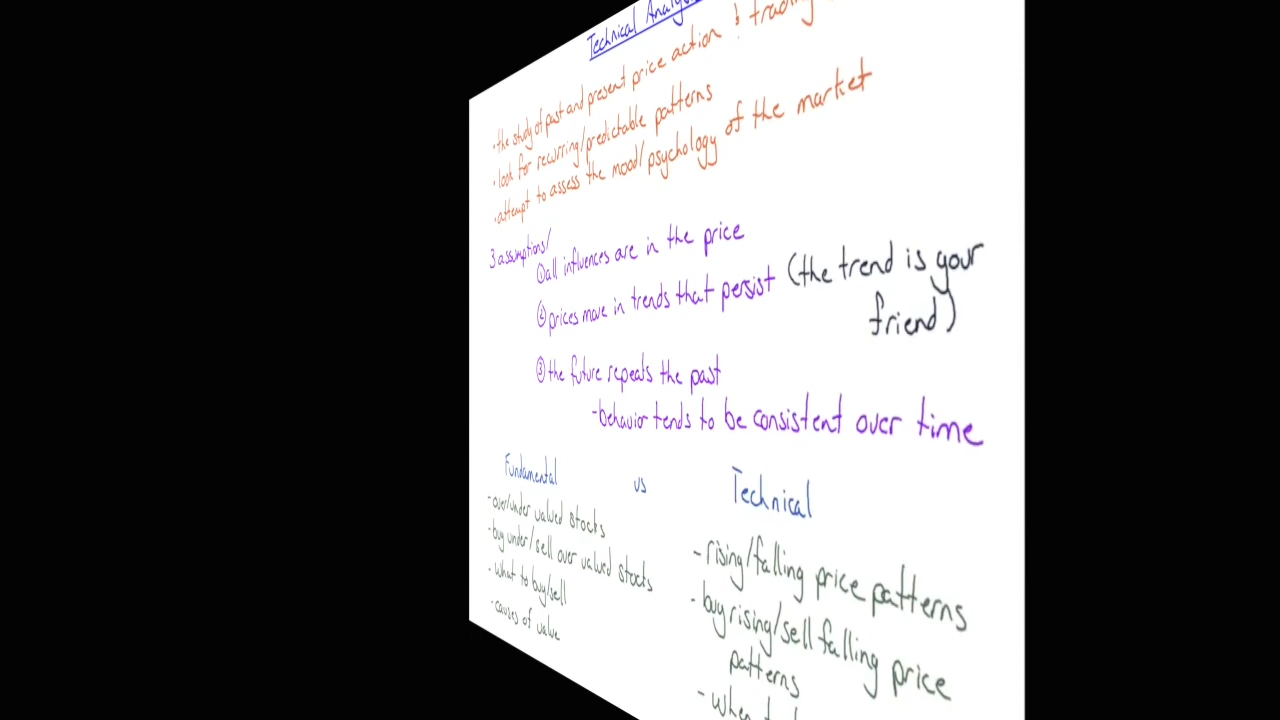 Technical
• the study of past and present price action & trading
• look for recurring/predictable patterns
• attempt to assess the mood/psychology of the market
3 assumptions/
① all influences are in the price
② prices move in trends that persist (the trend is your
friend)
③ the future repeats the past
- behavior tends to be consistent over time
Fundamental vs Technical
- over/under valued stocks
- buy under/sell over valued stocks
- what to buy/sell
- causes of value
- rising/falling price patterns
- buy rising/sell falling price
patterns
- when